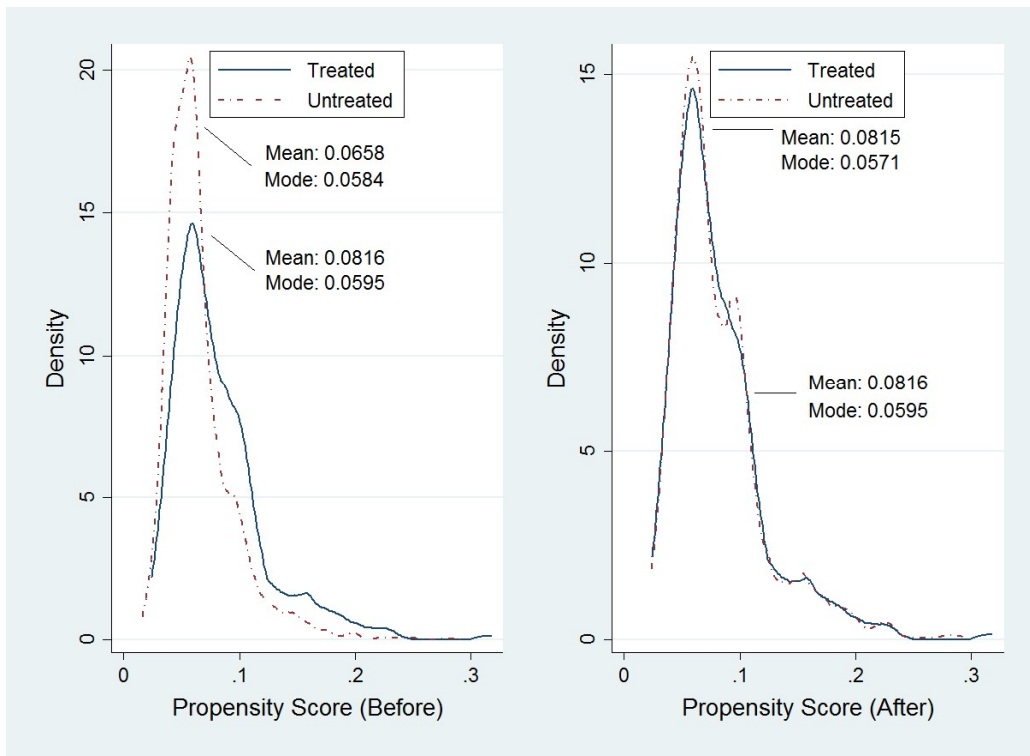 Treated
Untreated
Mean: 0.0658
Mode: 0.0584
Mean: 0.0816
Mode: 0.0595
Density
20
15
10
5
0
0
.1
.2
.3
Propensity Score (Before)
Treated
Untreated
Mean: 0.0815
Mode: 0.0571
Mean: 0.0816
Mode: 0.0595
Density
15
10
5
0
0
.1
.2
.3
Propensity Score (After)